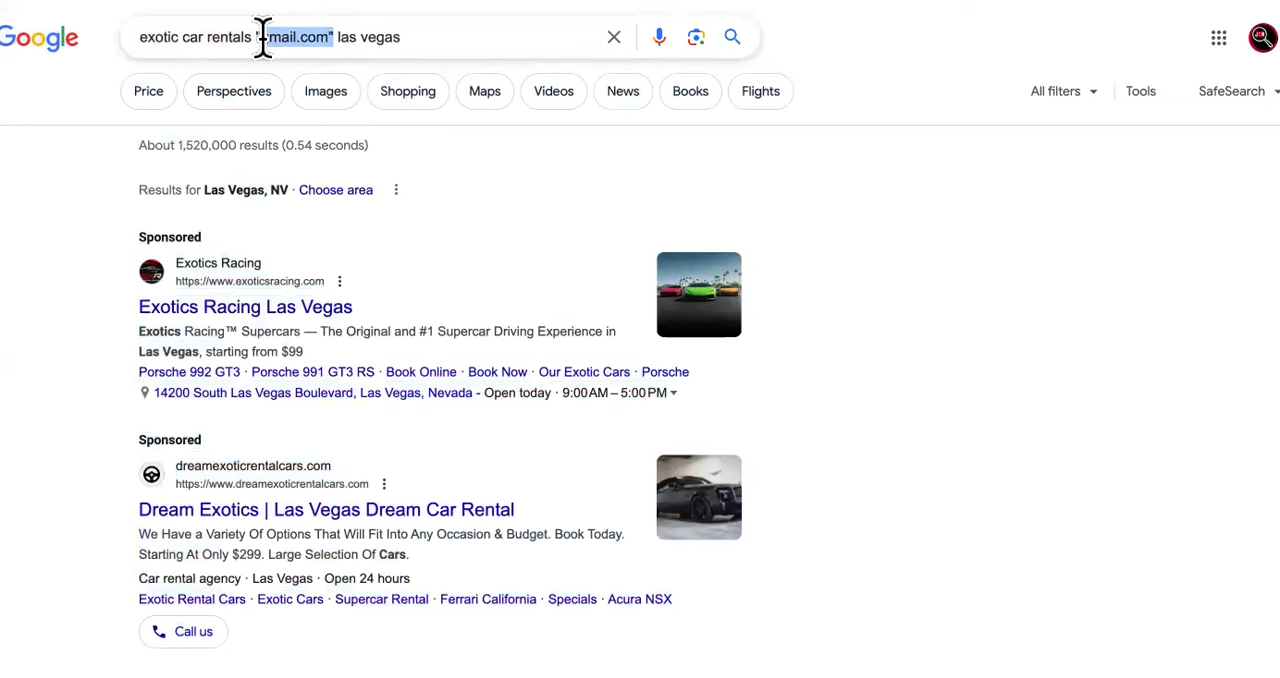 Google
exotic car rentals " mail.com" las vegas
Price Perspectives Images Shopping Maps Videos News Books Flights All filters Tools SafeSearch
About 1,520,000 results (0.54 seconds)
Results for Las Vegas, NV · Choose area
Sponsored
Exotics Racing
https://www.exoticsracing.com
Exotics Racing Las Vegas
Exotics Racing™ Supercars — The Original and #1 Supercar Driving Experience in
Las Vegas, starting from $99
Porsche 992 GT3 · Porsche 991 GT3 RS · Book Online · Book Now · Our Exotic Cars · Porsche
14200 South Las Vegas Boulevard, Las Vegas, Nevada - Open today · 9:00 AM – 5:00 PM
Sponsored
dreamexoticrentalcars.com
https://www.dreamexoticrentalcars.com
Dream Exotics | Las Vegas Dream Car Rental
We Have a Variety Of Options That Will Fit Into Any Occasion & Budget. Book Today.
Starting At Only $299. Large Selection Of Cars.
Car rental agency · Las Vegas · Open 24 hours
Exotic Rental Cars · Exotic Cars · Supercar Rental · Ferrari California · Specials · Acura NSX
Call us